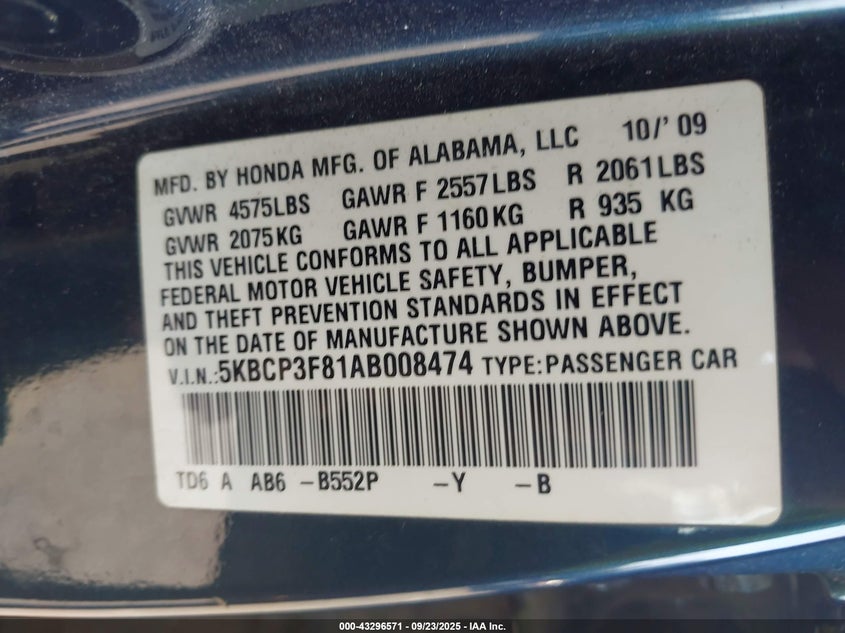 MFD. BY HONDA MFG. OF ALABAMA, LLC 10/' 09
GVWR 4575LBS GAWR F 2557LBS R 2061LBS
GVWR 2075KG GAWR F 1160KG R 935 KG
THIS VEHICLE CONFORMS TO ALL APPLICABLE
FEDERAL MOTOR VEHICLE SAFETY, BUMPER,
AND THEFT PREVENTION STANDARDS IN EFFECT
ON THE DATE OF MANUFACTURE SHOWN ABOVE.
V.I.N.:5KBCP3F81AB008474 TYPE:PASSENGER CAR
TD6 A AB6 -B552P -Y -B
000-43296571 - 09/23/2025 - IAA Inc.